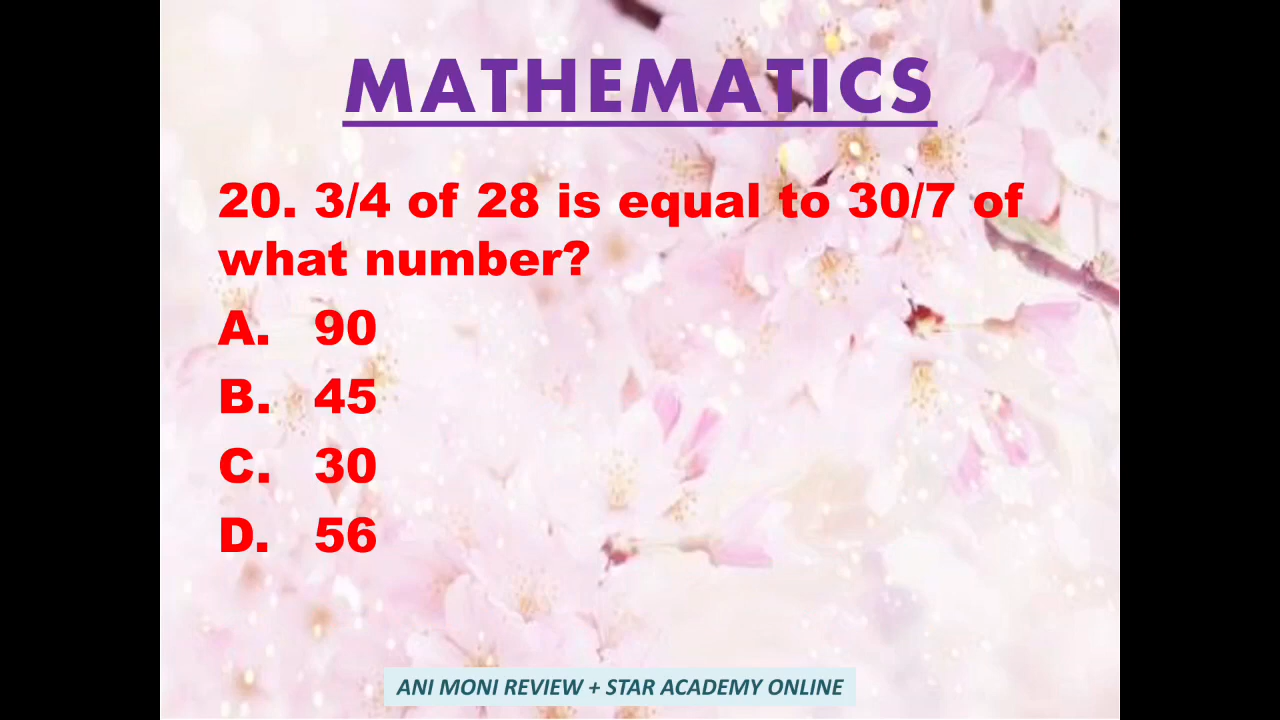 MATHEMATICS
20. 3/4 of 28 is equal to 30/7 of
what number?
A. 90
B. 45
C. 30
D. 56
ANI MONI REVIEW + STAR ACADEMY ONLINE